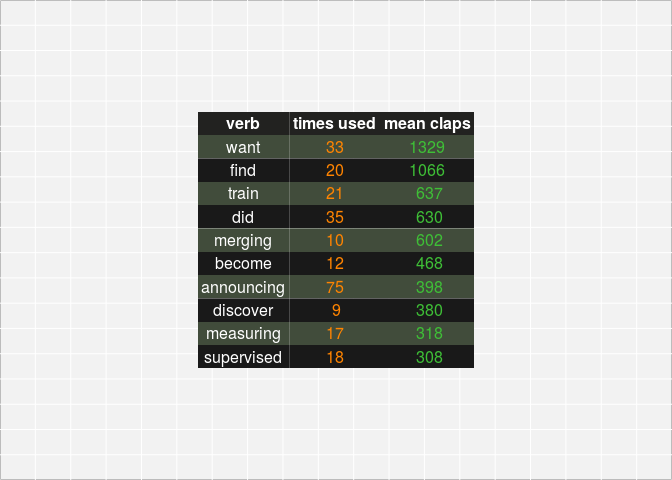 verb times used mean claps
want 33 1329
find 20 1066
train 21 637
did 35 630
merging 10 602
become 12 468
announcing 75 398
discover 9 380
measuring 17 318
supervised 18 308